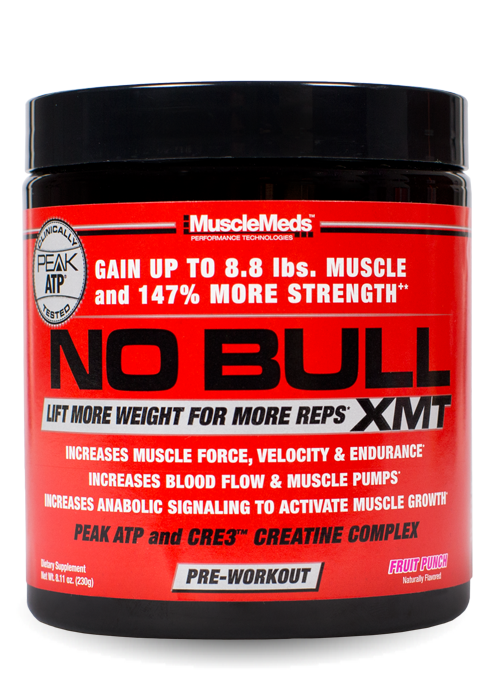 MuscleMeds™
PERFORMANCE TECHNOLOGIES
CLINICALLY
PEAK
ATP®
TESTED
GAIN UP TO 8.8 lbs. MUSCLE
and 147% MORE STRENGTH†*
NO BULL
LIFT MORE WEIGHT FOR MORE REPS* XMT
INCREASES MUSCLE FORCE, VELOCITY & ENDURANCE*
INCREASES BLOOD FLOW & MUSCLE PUMPS*
INCREASES ANABOLIC SIGNALING TO ACTIVATE MUSCLE GROWTH*
PEAK ATP and CRE3™ CREATINE COMPLEX
Dietary Supplement
Net Wt. 8.11 oz. (230g)
PRE-WORKOUT
FRUIT PUNCH
Naturally Flavored